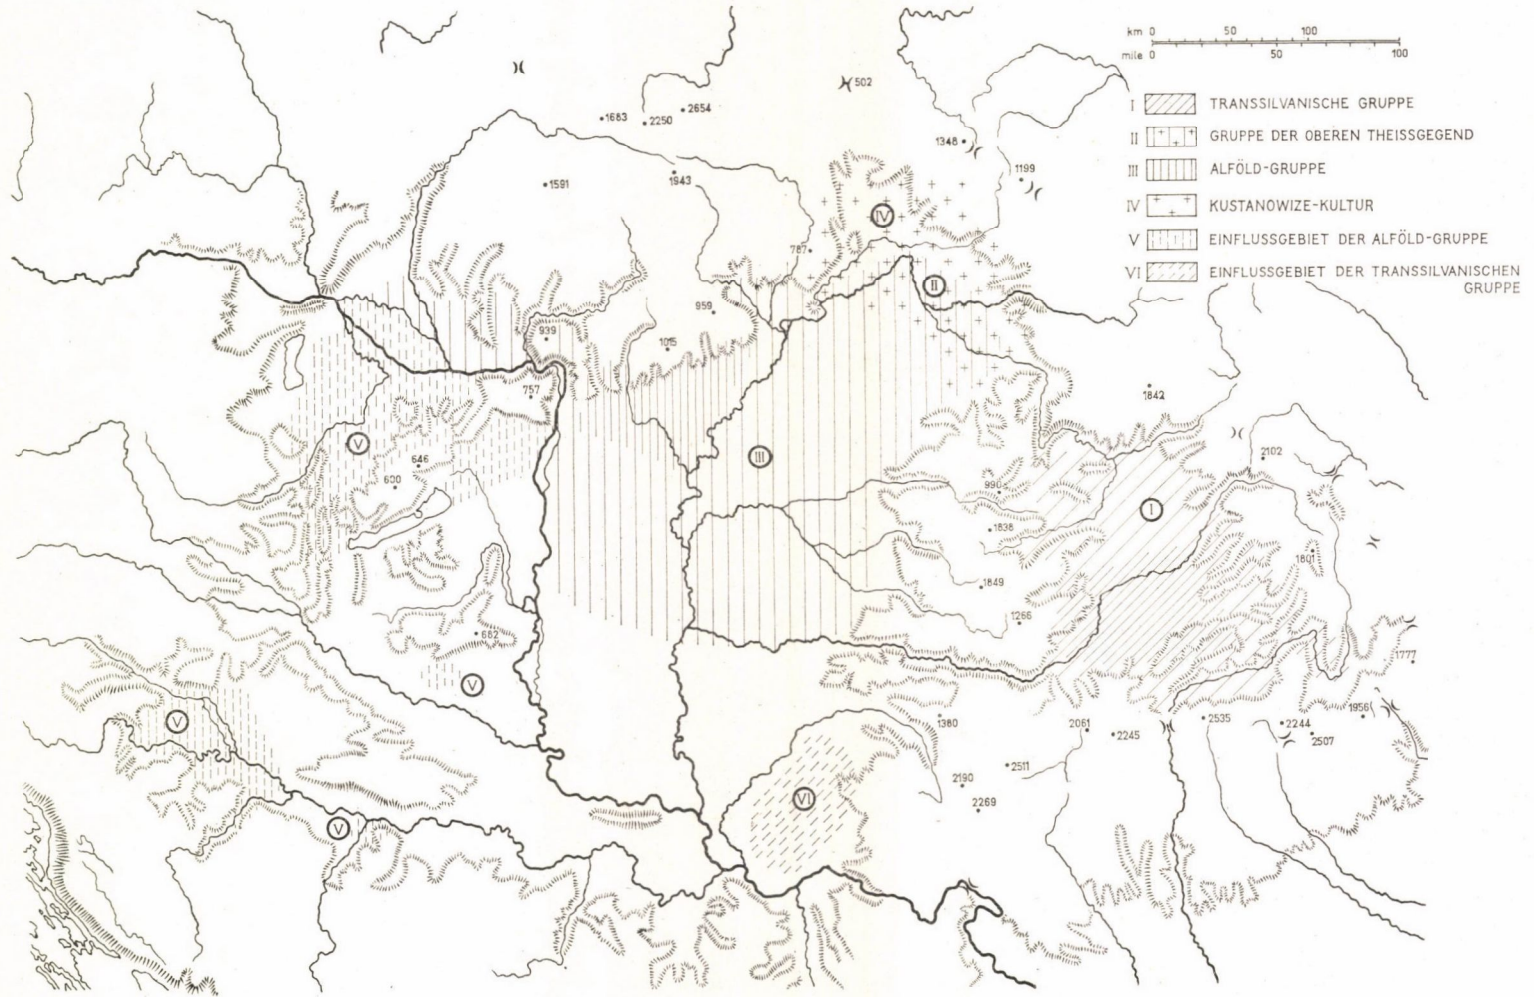 km 0 50 100
mile 0 50 100
I TRANSSILVANISCHE GRUPPE
II GRUPPE DER OBEREN THEISSGEGEND
III ALFÖLD-GRUPPE
IV KUSTANOWIZE-KULTUR
V EINFLUSSGEBIET DER ALFÖLD-GRUPPE
VI EINFLUSSGEBIET DER TRANSSILVANISCHEN
GRUPPE
502
2654
1683
2250
1348
1199
1943
1591
IV
787
II
959
939
1015
757
1842
V
III
646
2102
600
990
I
1838
1801
1849
1266
682
1777
V
V
1380
2061
2245
2535
2244
1956
2507
2511
2190
2269
VI
V